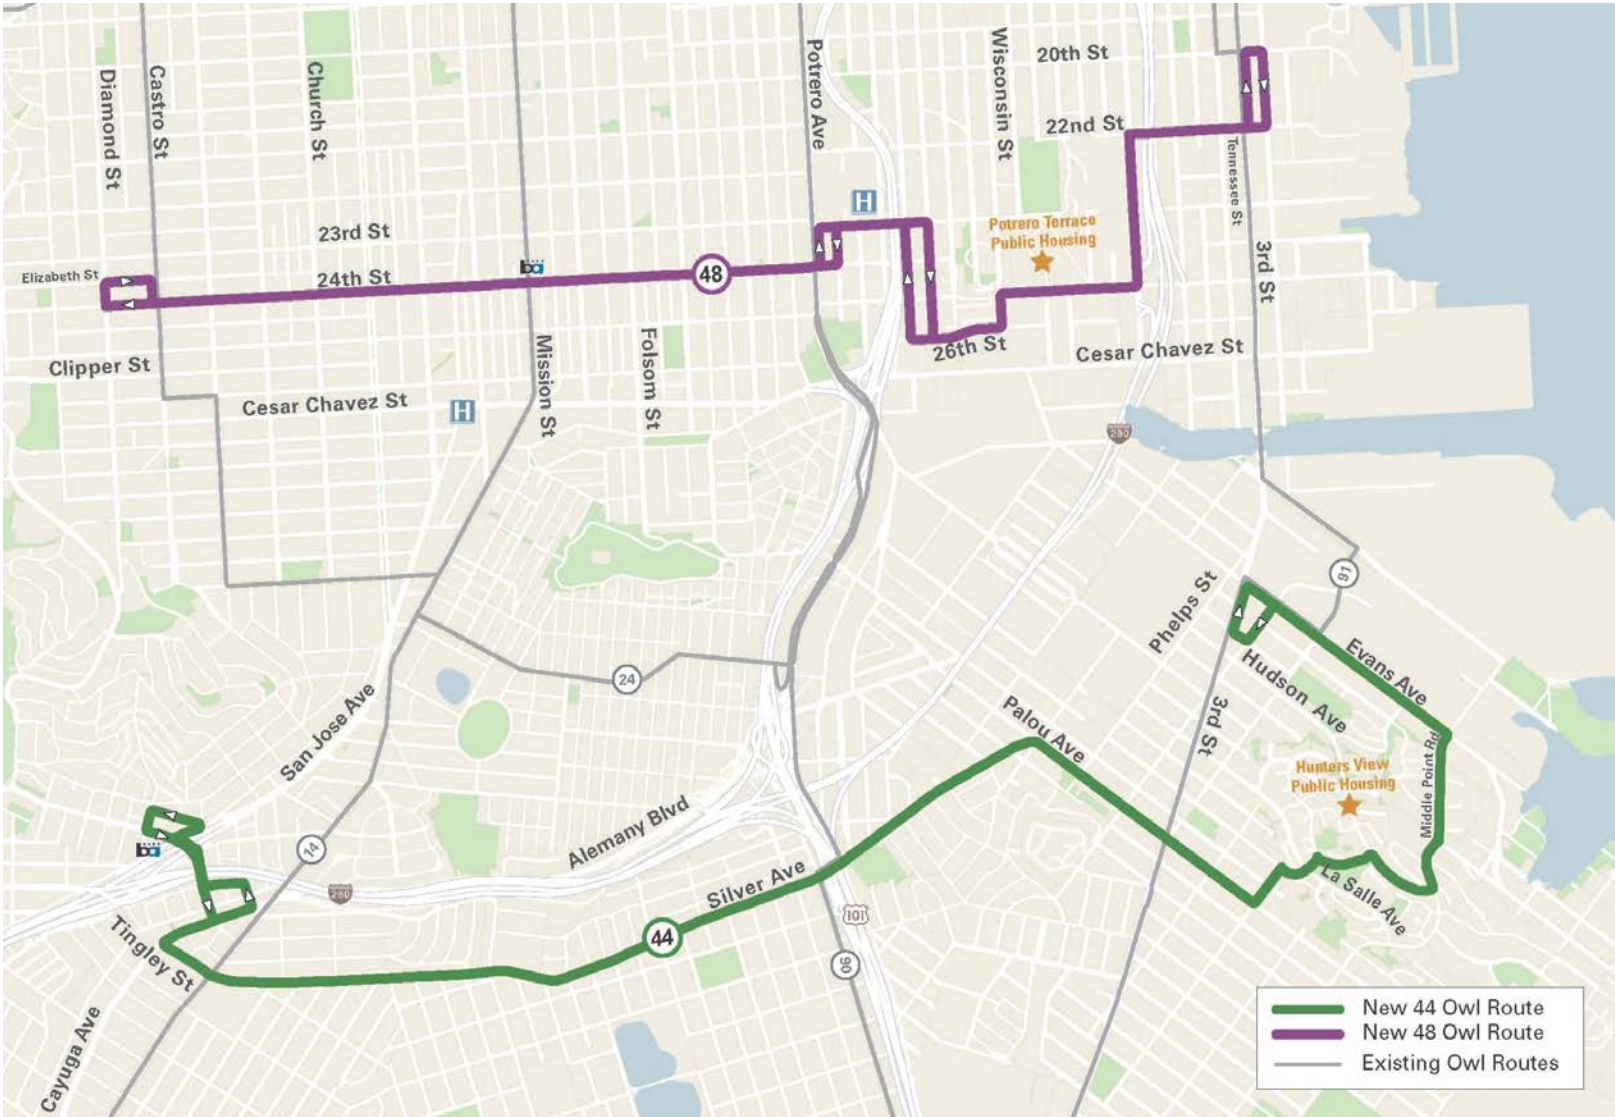 Diamond St
Castro St
Church St
Potrero Ave
Wisconsin St
20th St
22nd St
Tennessee St
H
23rd St
Potrero Terrace
Public Housing
3rd St
Elizabeth St
24th St
ba
48
Clipper St
Cesar Chavez St
H
Mission St
Folsom St
26th St
Cesar Chavez St
280
91
Phelps St
Evans Ave
Hudson Ave
24
San Jose Ave
Palou Ave
3rd St
Middle Point Rd
Hunters View
Public Housing
ba
14
Alemany Blvd
280
Silver Ave
La Salle Ave
101
44
90
Tingley St
Cayuga Ave
New 44 Owl Route
New 48 Owl Route
Existing Owl Routes